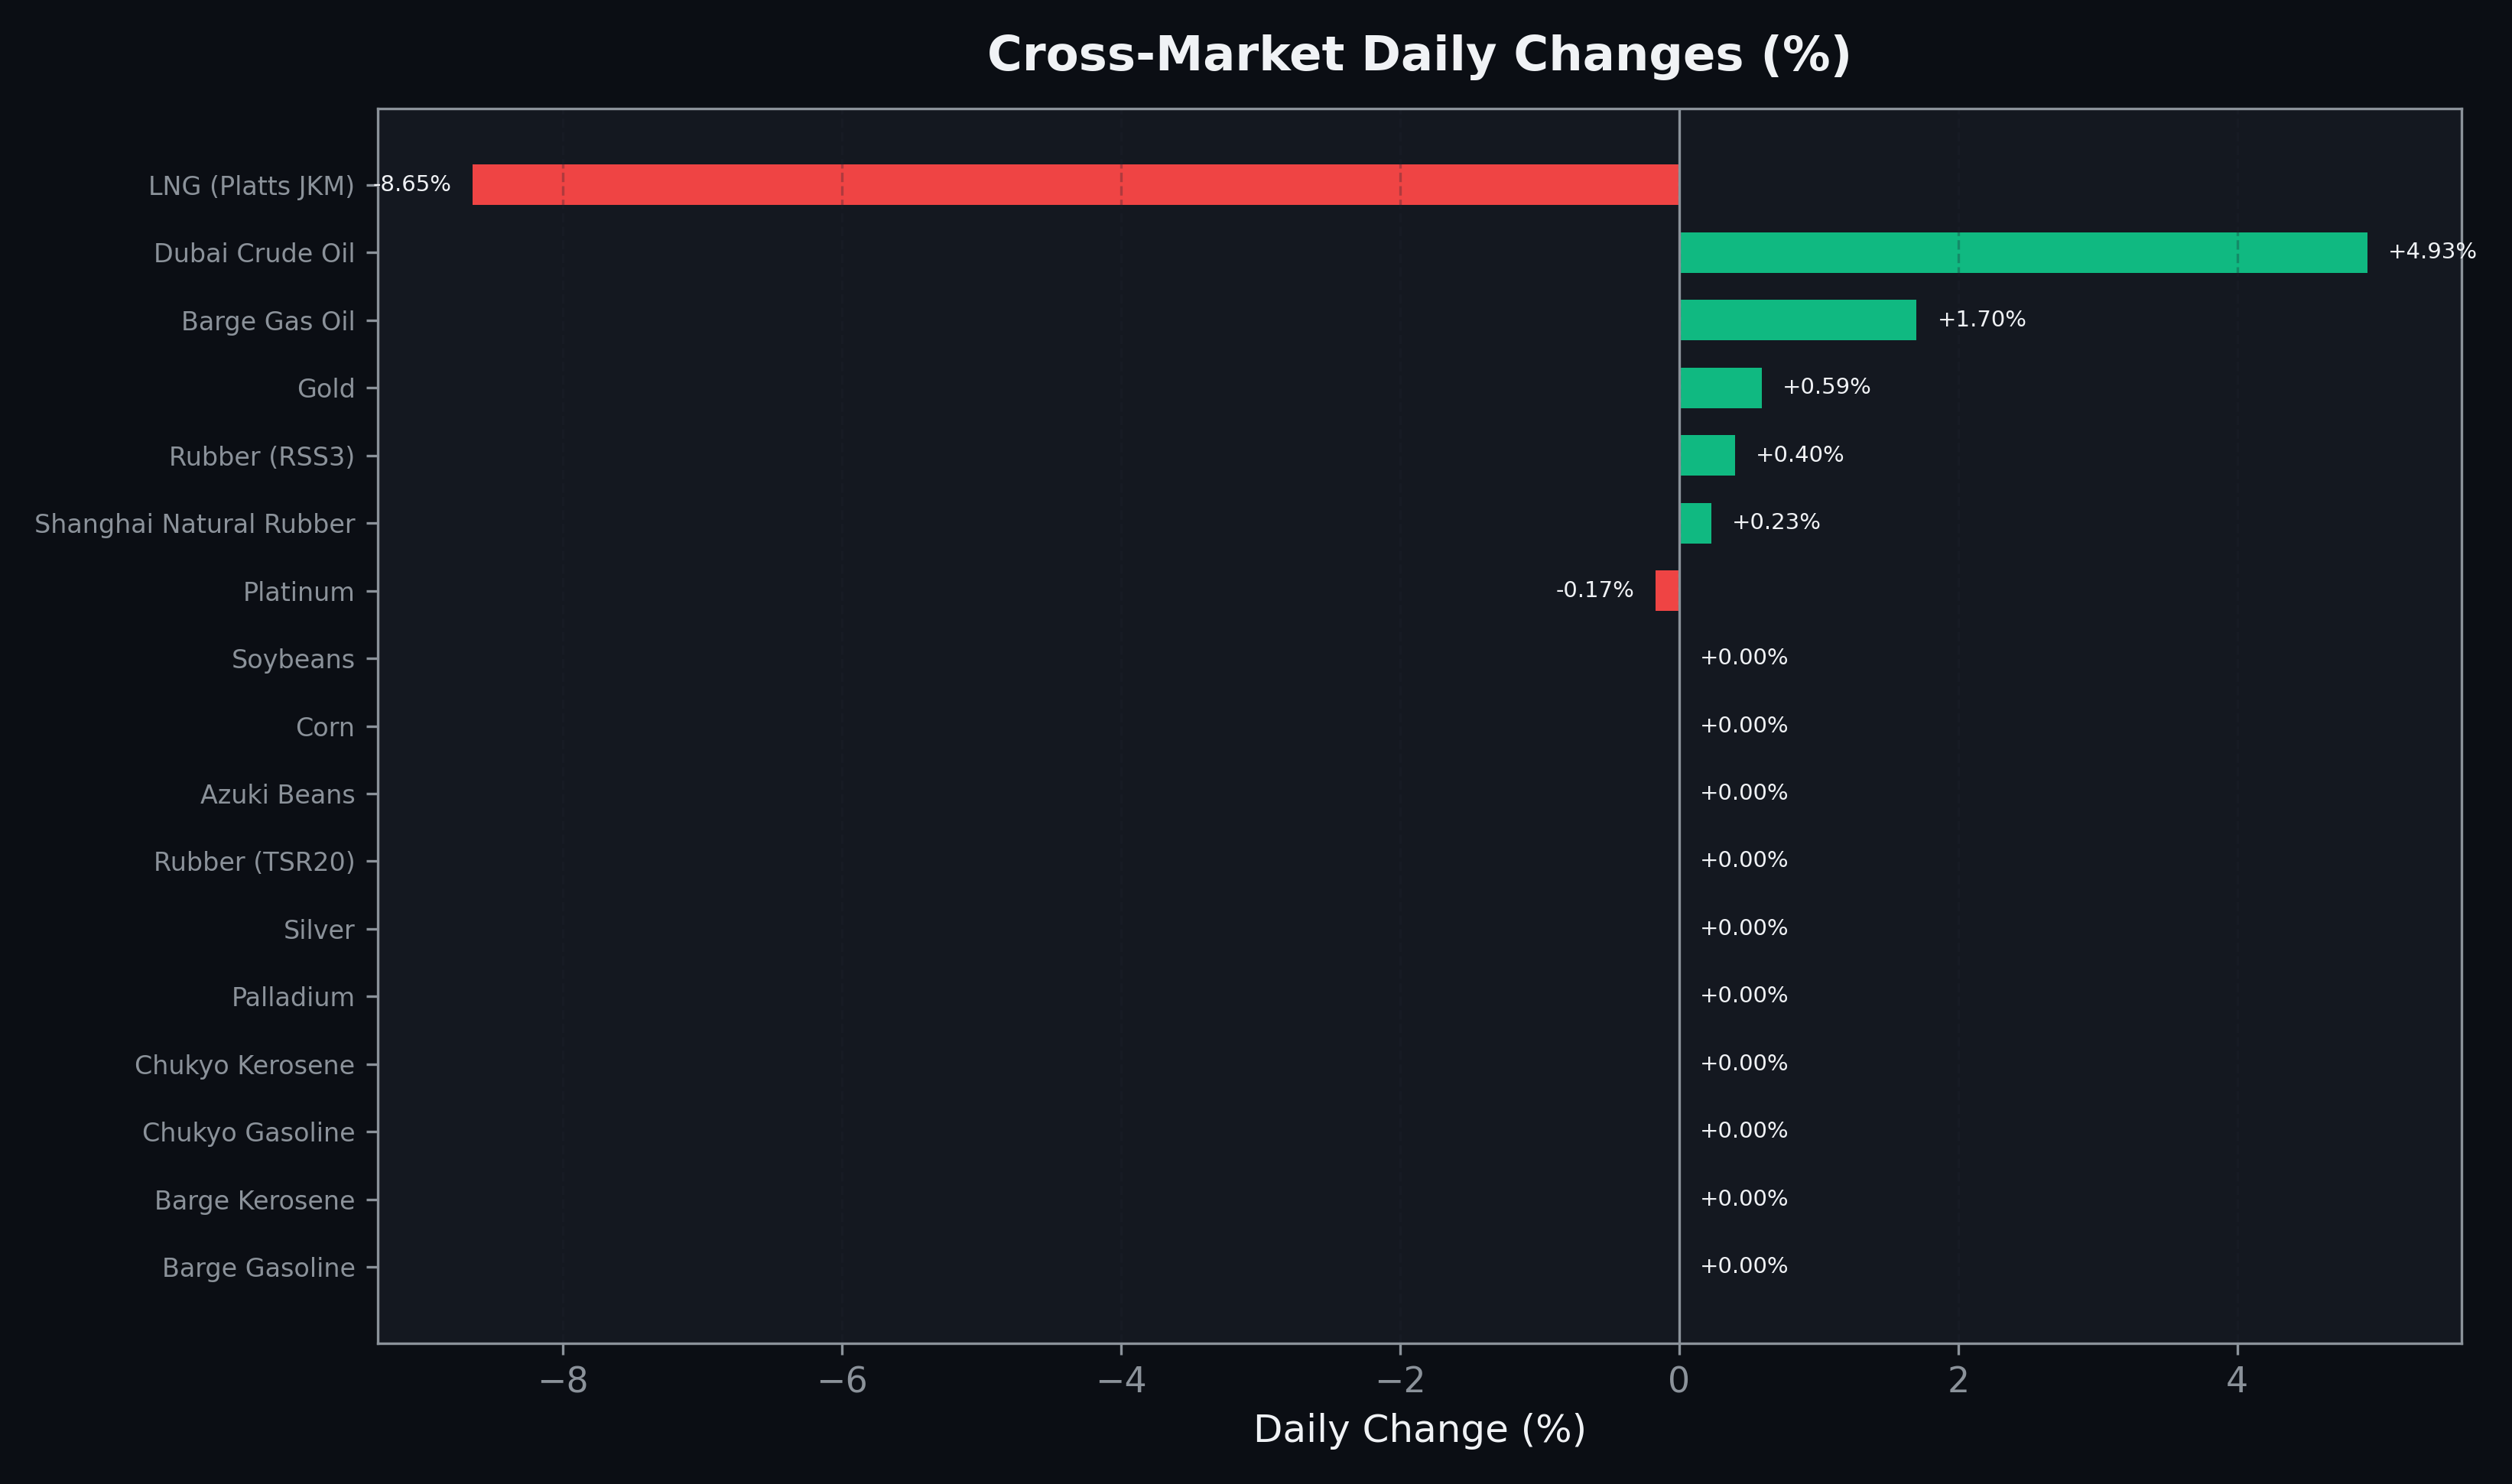 Cross-Market Daily Changes (%)
LNG (Platts JKM) -8.65%
Dubai Crude Oil +4.93%
Barge Gas Oil +1.70%
Gold +0.59%
Rubber (RSS3) +0.40%
Shanghai Natural Rubber +0.23%
Platinum -0.17%
Soybeans +0.00%
Corn +0.00%
Azuki Beans +0.00%
Rubber (TSR20) +0.00%
Silver +0.00%
Palladium +0.00%
Chukyo Kerosene +0.00%
Chukyo Gasoline +0.00%
Barge Kerosene +0.00%
Barge Gasoline +0.00%
−8 −6 −4 −2 0 2 4
Daily Change (%)